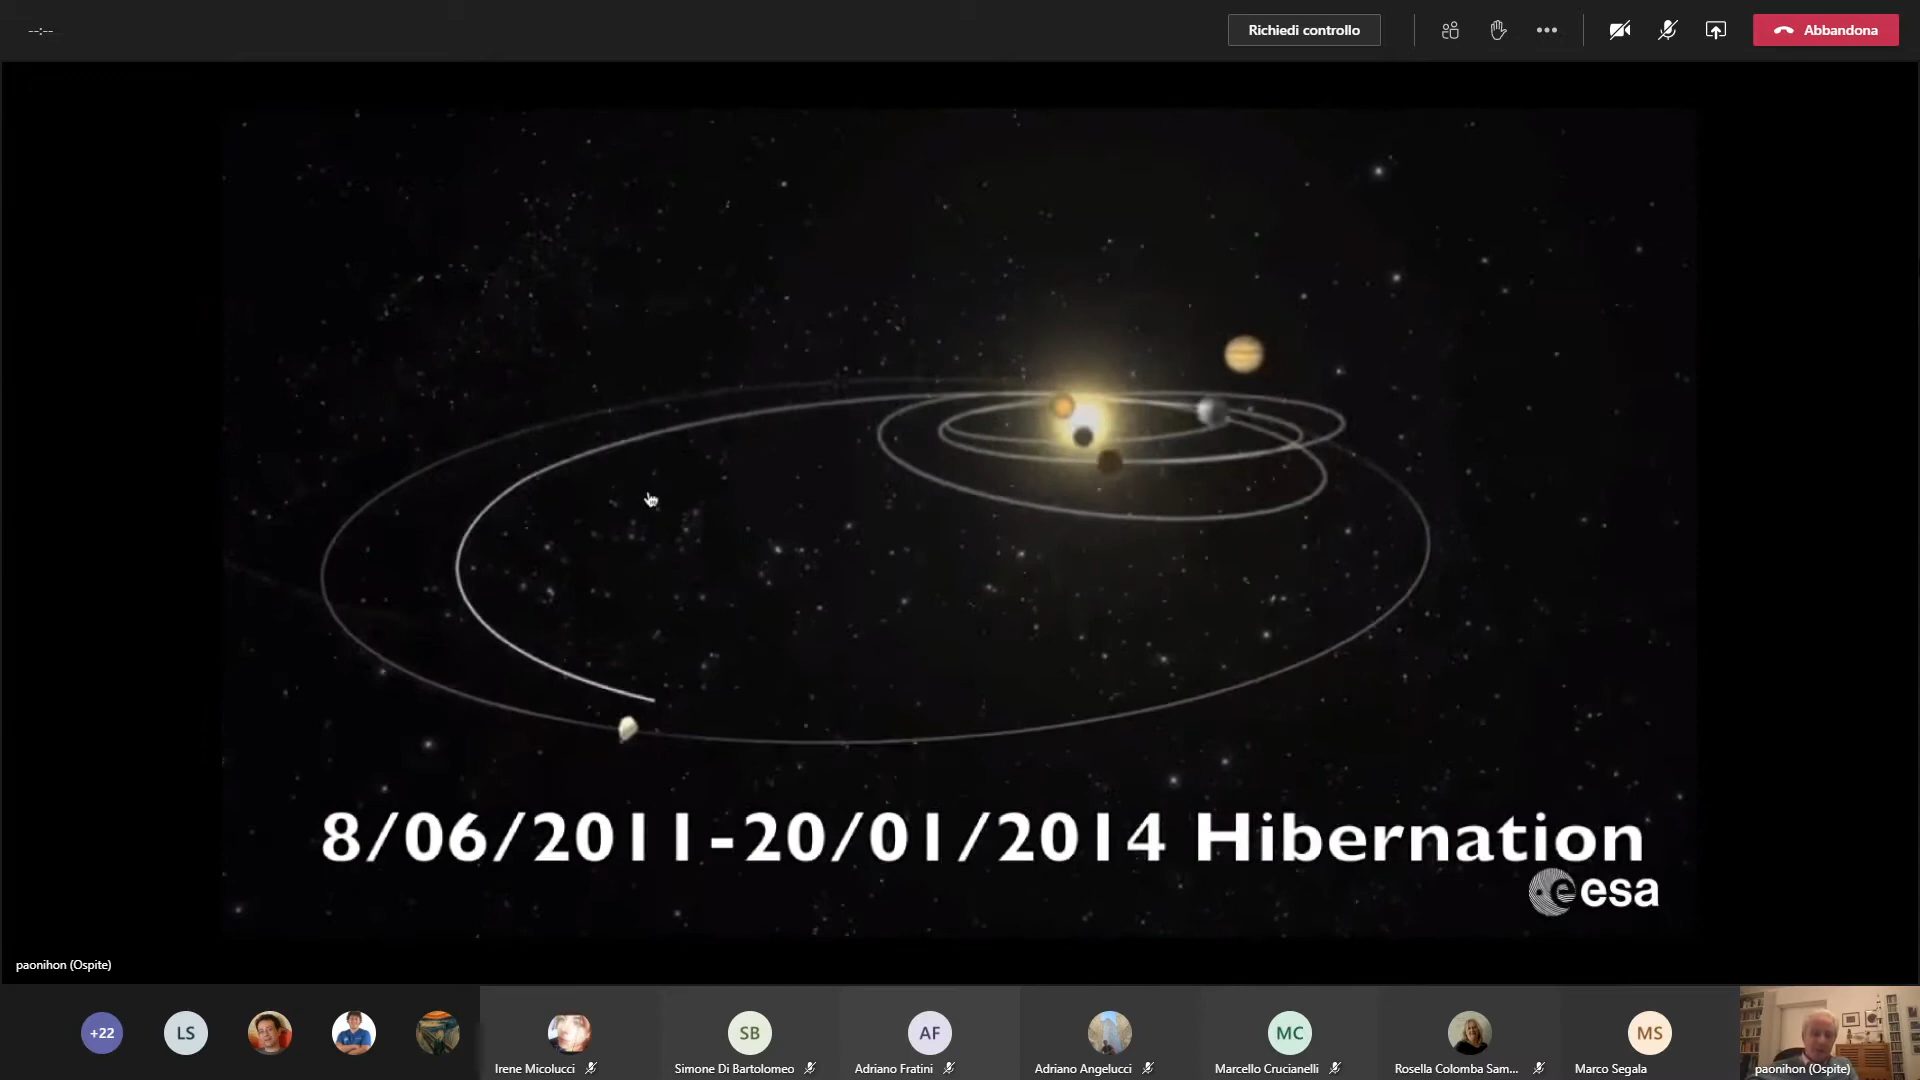 --:--
Richiedi controllo
Abbandona
8/06/2011-20/01/2014 Hibernation
esa
paonihon (Ospite)
+22
LS
Irene Micolucci
SB
Simone Di Bartolomeo
AF
Adriano Fratini
Adriano Angelucci
MC
Marcello Crucianelli
Rosella Colomba Sam...
MS
Marco Segala
paonihon (Ospite)